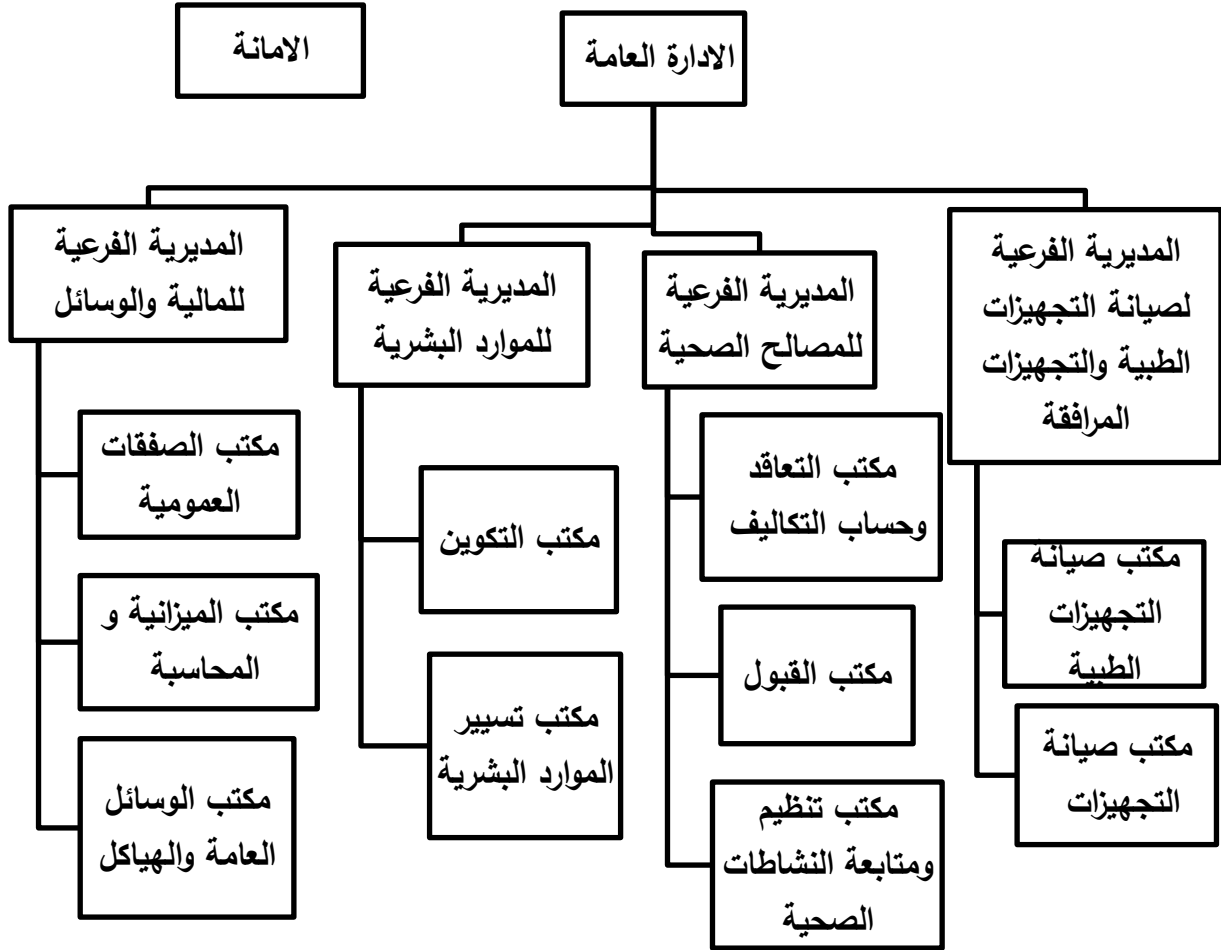 الادارة العامة
الامانة
المديرية الفرعية
لصيانة التجهيزات
الطبية والتجهيزات
المرافقة
مكتب صيانة
التجهيزات
الطبية
مكتب صيانة
التجهيزات
المديرية الفرعية
للمصالح الصحية
مكتب التعاقد
وحساب التكاليف
مكتب القبول
مكتب تنظيم
ومتابعة النشاطات
الصحية
المديرية الفرعية
للموارد البشرية
مكتب التكوين
مكتب تسيير
الموارد البشرية
المديرية الفرعية
للمالية والوسائل
مكتب الصفقات
العمومية
مكتب الميزانية و
المحاسبة
مكتب الوسائل
العامة والهياكل